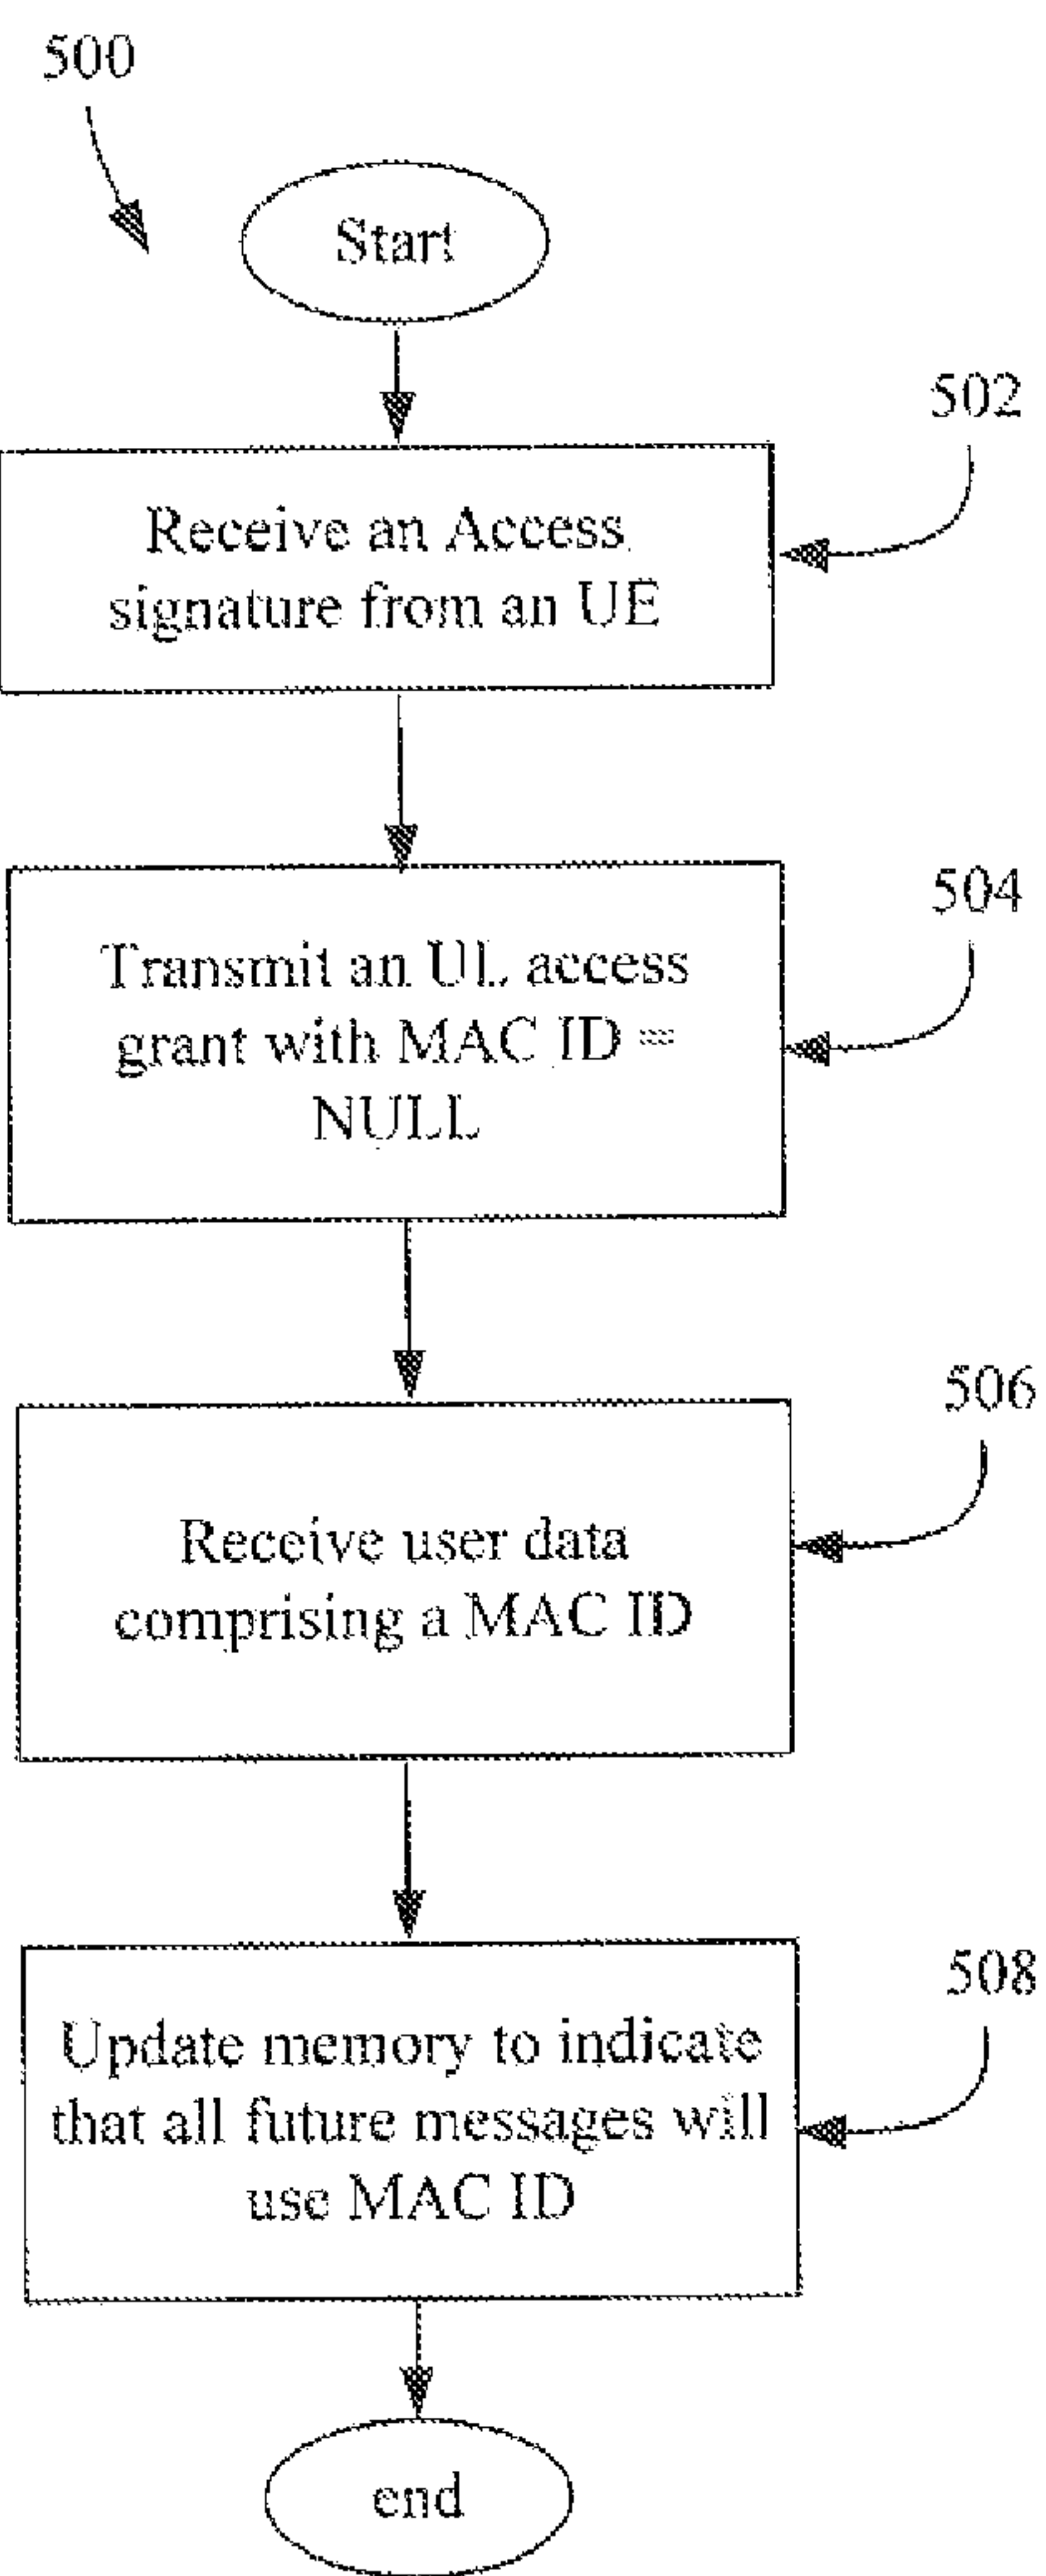 500
Start
502
Receive an Access
signature from an UE
504
Transmit an UL access
grant with MAC ID =
NULL
506
Receive user data
comprising a MAC ID
508
Update memory to indicate
that all future messages will
use MAC ID
end